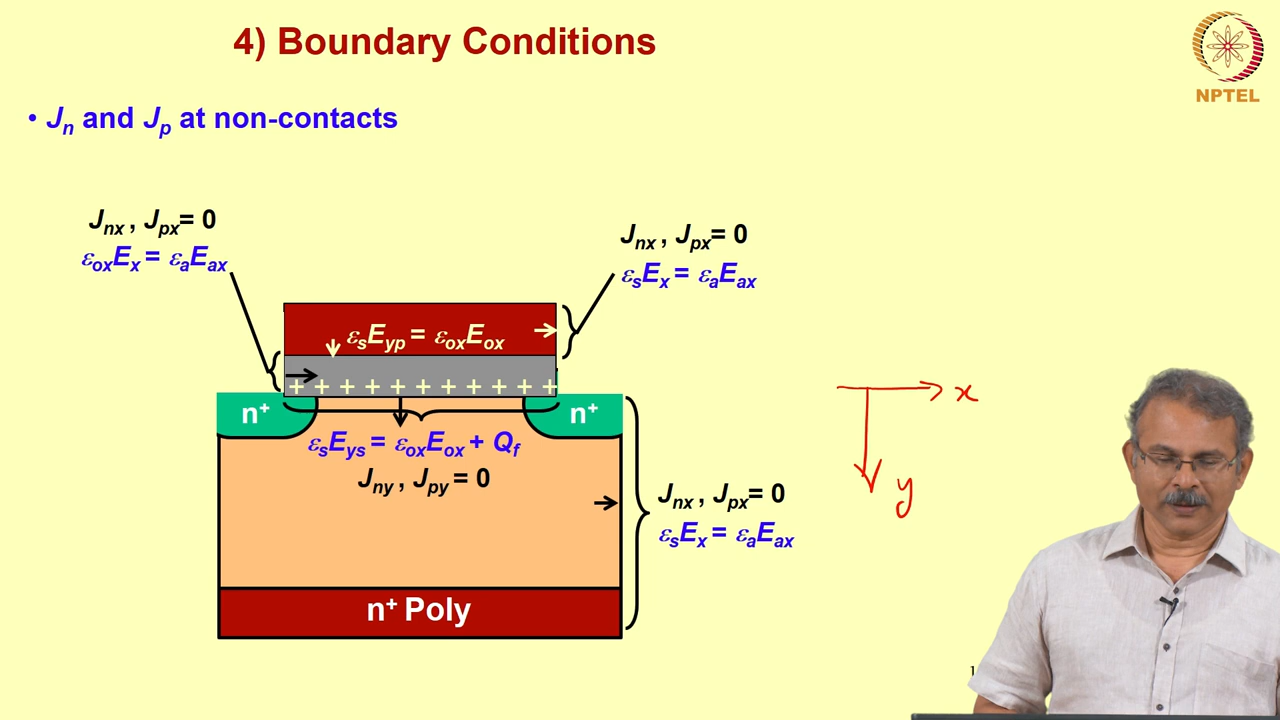 4) Boundary Conditions
NPTEL
• Jn and Jp at non-contacts
Jnx , Jpx= 0
εoxEx = εaEax
Jnx , Jpx= 0
εsEx = εaEax
εsEyp = εoxEox
+ + + + + + + + + + +
n+
n+
εsEys = εoxEox + Qf
Jny , Jpy = 0
Jnx , Jpx= 0
εsEx = εaEax
n+ Poly
x
y
1